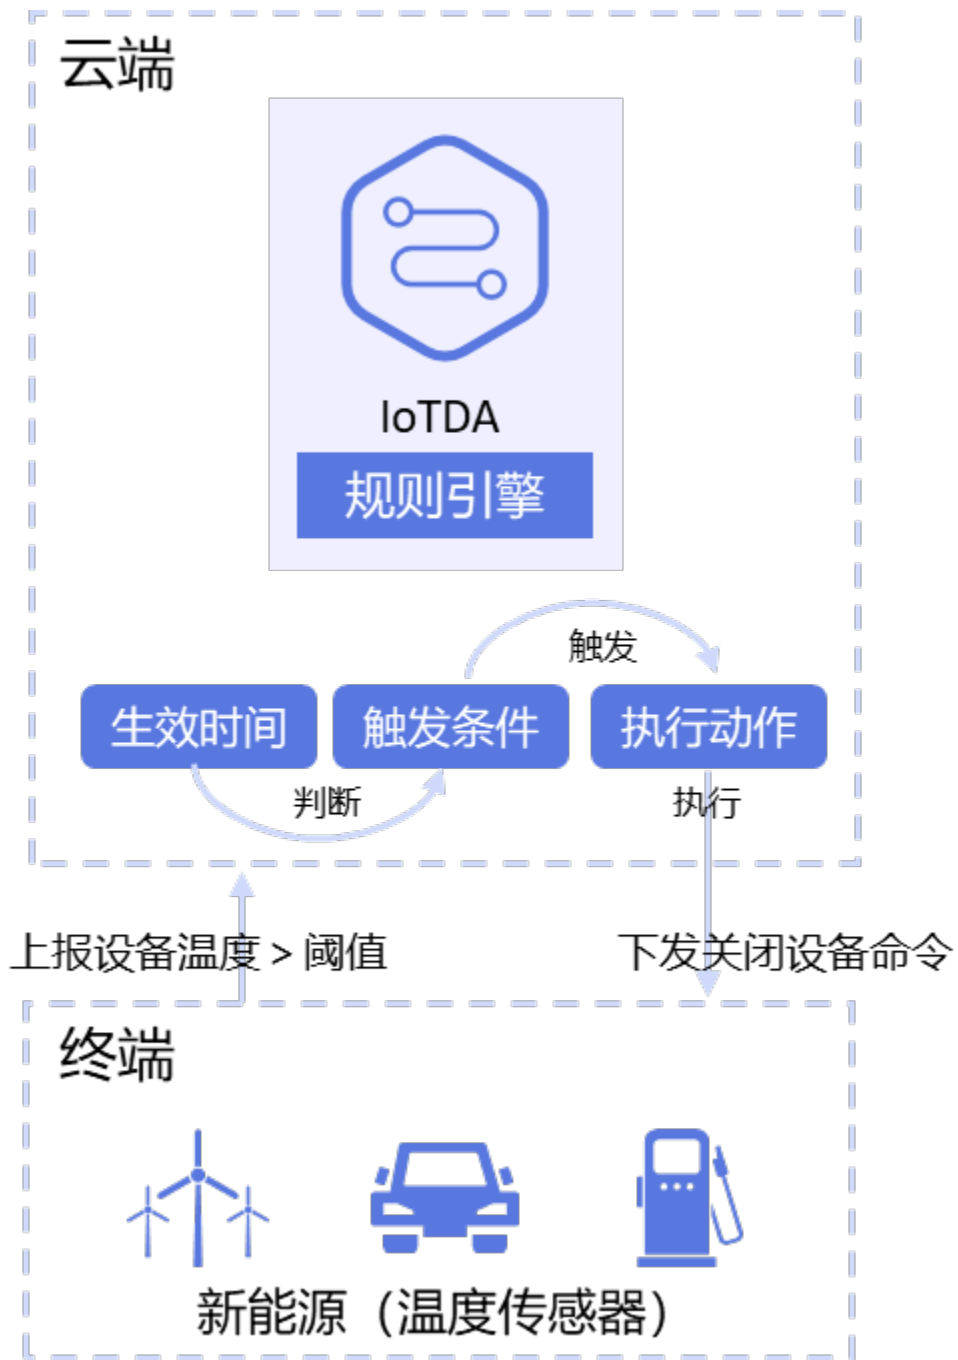 云端
IoTDA
规则引擎
触发
生效时间
触发条件
执行动作
判断
执行
上报设备温度 > 阈值
下发关闭设备命令
终端
新能源（温度传感器）